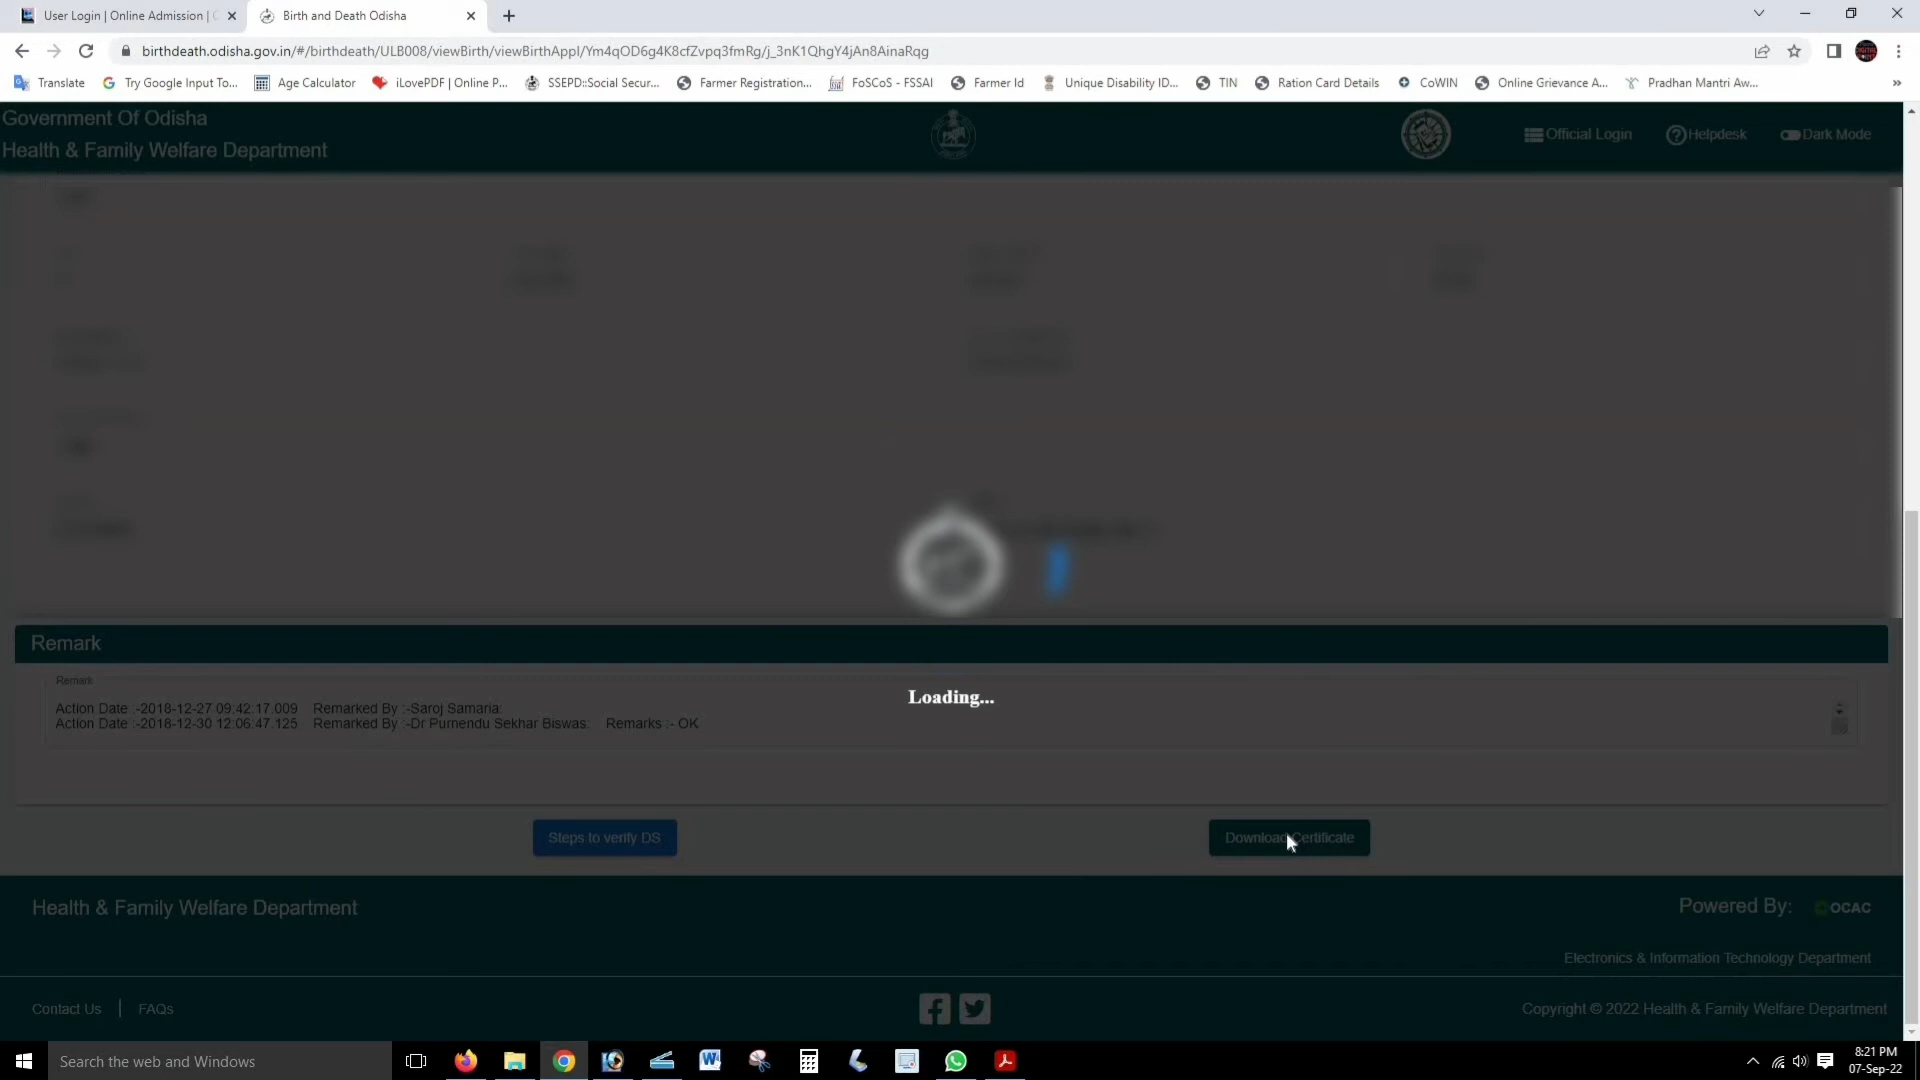 User Login | Online Admission |
Birth and Death Odisha
birthdeath.odisha.gov.in/#/birthdeath/ULB008/viewBirth/viewBirthAppl/Ym4qOD6g4K8cfZvpq3fmRg/j_3nK1QhgY4jAn8AinaRqg
Translate Try Google Input To... Age Calculator iLovePDF | Online P... SSEPD::Social Secur... Farmer Registration... FoSCoS - FSSAI Farmer Id Unique Disability ID... TIN Ration Card Details CoWIN Online Grievance A... Pradhan Mantri Aw... »
Government Of Odisha
Health & Family Welfare Department
Official Login Helpdesk Dark Mode
Remark
Remark
Loading...
Action Date :-2018-12-27 09:42:17.009 Remarked By :-Saroj Samaria:
Action Date :-2018-12-30 12:06:47.125 Remarked By :-Dr Purnendu Sekhar Biswas: Remarks :- OK
Steps to verify DS Download Certificate
Health & Family Welfare Department
Powered By: OCAC
Electronics & Information Technology Department
Contact Us | FAQs
Copyright © 2022 Health & Family Welfare Department
Search the web and Windows
8:21 PM
07-Sep-22